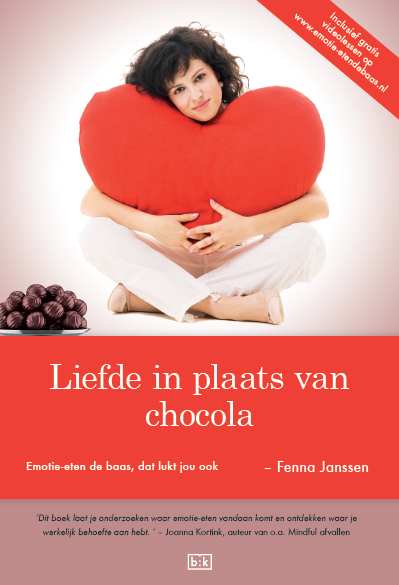 Inclusief gratis
videolessen op
www.emotie-etendebaas.nl
Liefde in plaats van
chocola
Emotie-eten de baas, dat lukt jou ook
– Fenna Janssen
'Dit boek laat je onderzoeken waar emotie-eten vandaan komt en ontdekken waar je
werkelijk behoefte aan hebt. ' – Joanna Kortink, auteur van o.a. Mindful afvallen
b:k